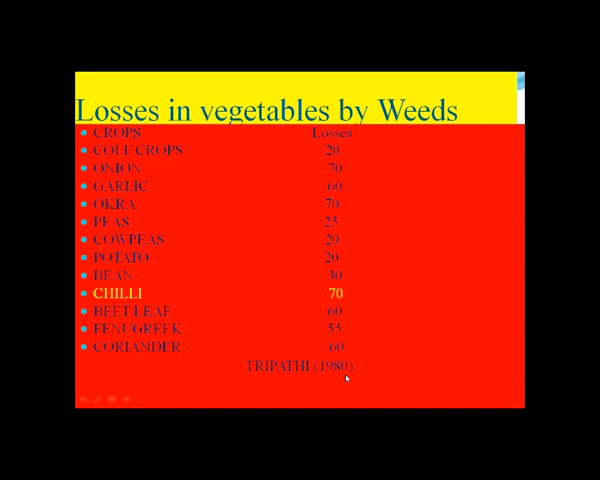 Losses in vegetables by Weeds
CROPS Losses
COLE CROPS 20
ONION 70
GARLIC 60
OKRA 70
PEAS 25
COWPEAS 20
POTATO 20
BEAN 30
CHILLI 70
BEET LEAF 60
FENUGREEK 55
CORIANDER 60
TRIPATHI (1980)